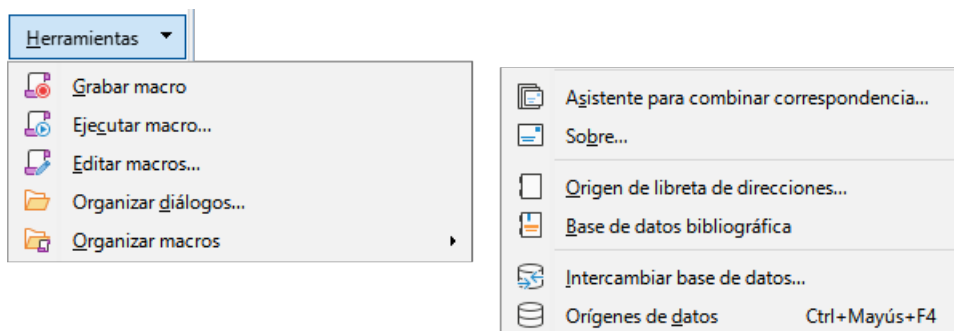 Herramientas
Grabar macro
Ejecutar macro...
Editar macros...
Organizar diálogos...
Organizar macros
Asistente para combinar correspondencia...
Sobre...
Origen de libreta de direcciones...
Base de datos bibliográfica
Intercambiar base de datos...
Orígenes de datos Ctrl+Mayús+F4